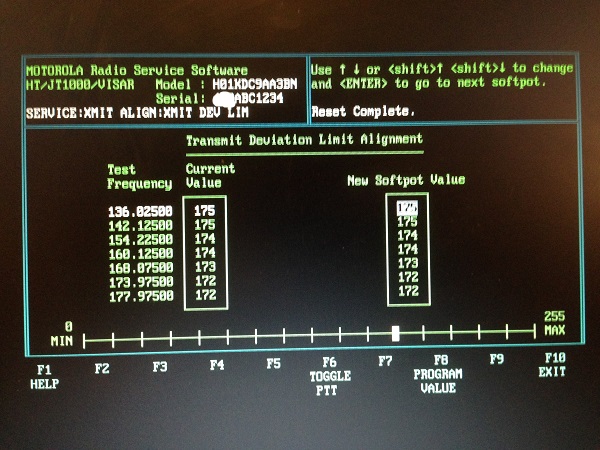 MOTOROLA Radio Service Software
HT/JT1000/VISAR Model : H01KDC9AA3BN
Serial: ABC1234
SERVICE:XMIT ALIGN:XMIT DEV LIM
Use ↑ ↓ or <shift>↑ <shift>↓ to change
and <ENTER> to go to next softpot.
Reset Complete.
Transmit Deviation Limit Alignment
Test Frequency Current Value New Softpot Value
136.02500 175 175
142.12500 175 175
154.22500 174 174
160.12500 174 174
168.07500 173 173
173.97500 172 172
177.97500 172 172
0 MIN 255 MAX
F1 HELP F2 F3 F4 F5 F6 TOGGLE PTT F7 F8 PROGRAM VALUE F9 F10 EXIT